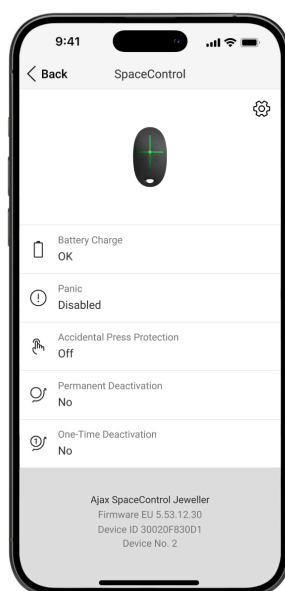 9:41
Back SpaceControl
Battery Charge
OK
Panic
Disabled
Accidental Press Protection
Off
Permanent Deactivation
No
1
One-Time Deactivation
No
Ajax SpaceControl Jeweller
Firmware EU 5.53.12.30
Device ID 30020F830D1
Device No. 2